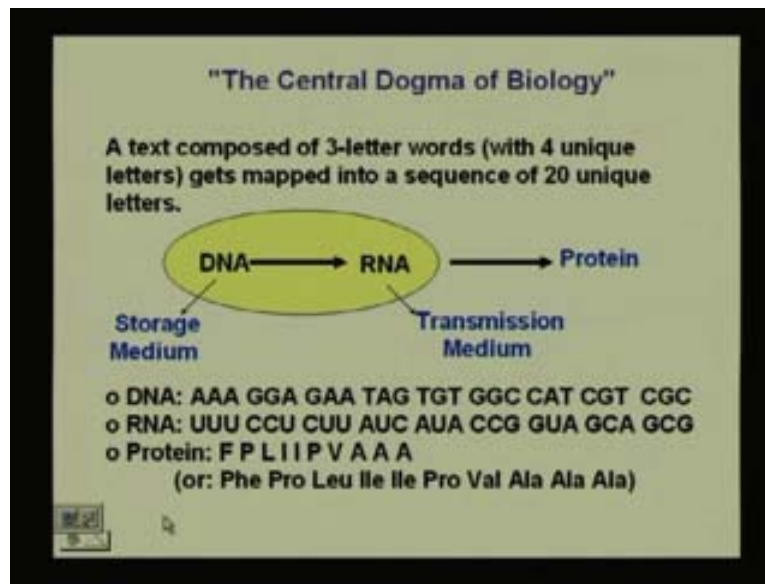 "The Central Dogma of Biology"
A text composed of 3-letter words (with 4 unique
letters) gets mapped into a sequence of 20 unique
letters.
DNA RNA Protein
Storage
Medium
Transmission
Medium
o DNA: AAA GGA GAA TAG TGT GGC CAT CGT CGC
o RNA: UUU CCU CUU AUC AUA CCG GUA GCA GCG
o Protein: F P L I I P V A A A
(or: Phe Pro Leu Ile Ile Pro Val Ala Ala Ala)